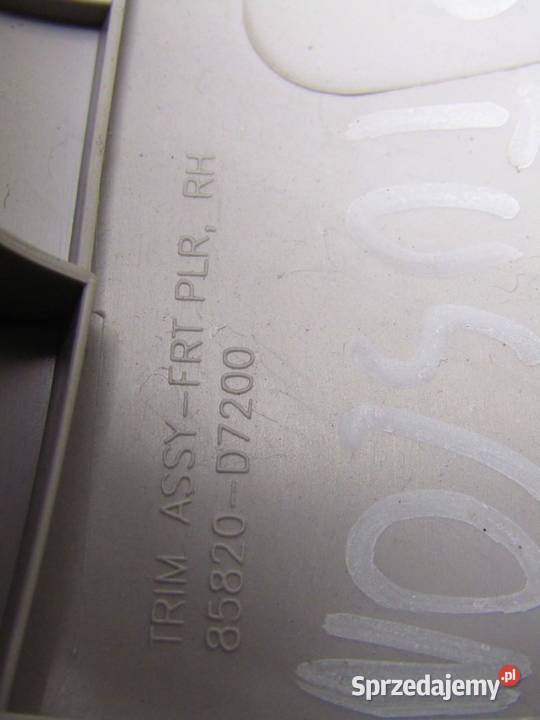 TRIM ASSY-FRT PLR, RH
85820-D7200
Sprzedajemy.pl